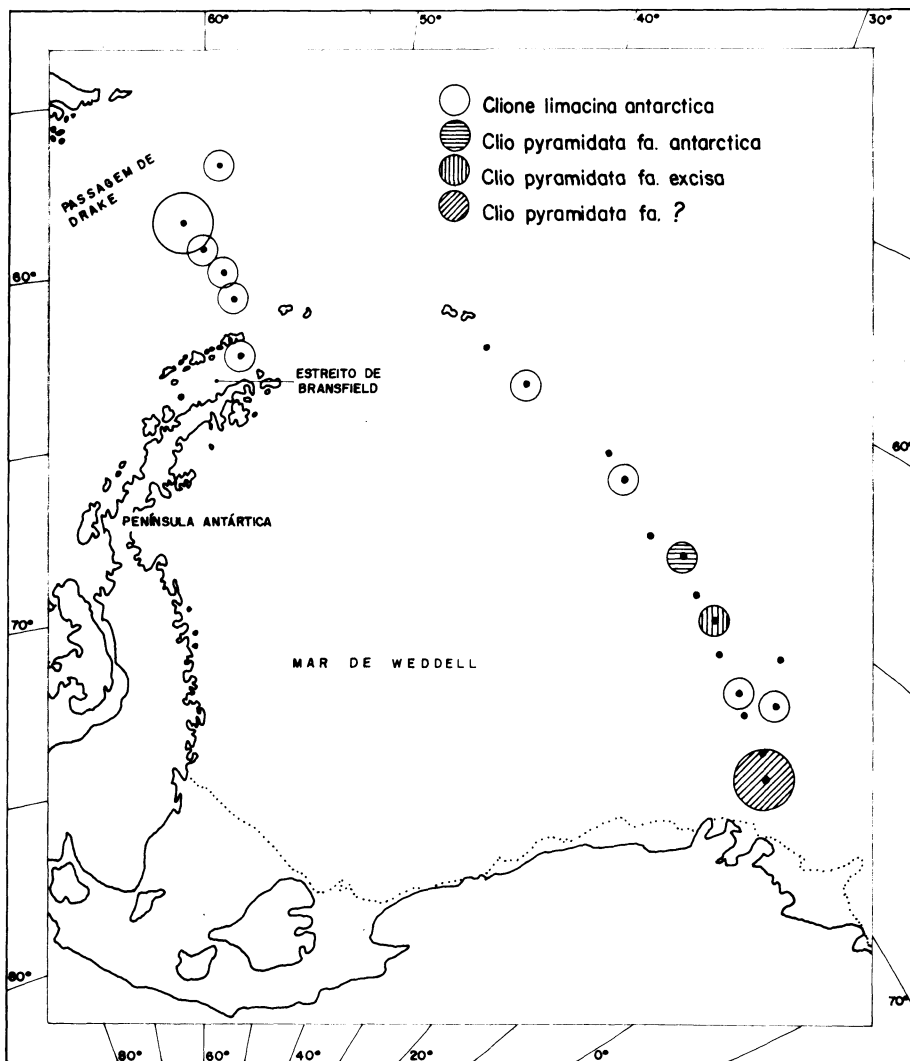 60°
50°
40°
30°
Clione limacina antarctica
Clio pyramidata fa. antarctica
Clio pyramidata fa. excisa
Clio pyramidata fa. ?
PASSAGEM DE
DRAKE
60°
ESTREITO DE
BRANSFIELD
60°
PENÍNSULA ANTÁRTICA
70°
MAR DE WEDDELL
80°
70°
80°
60°
40°
20°
0°